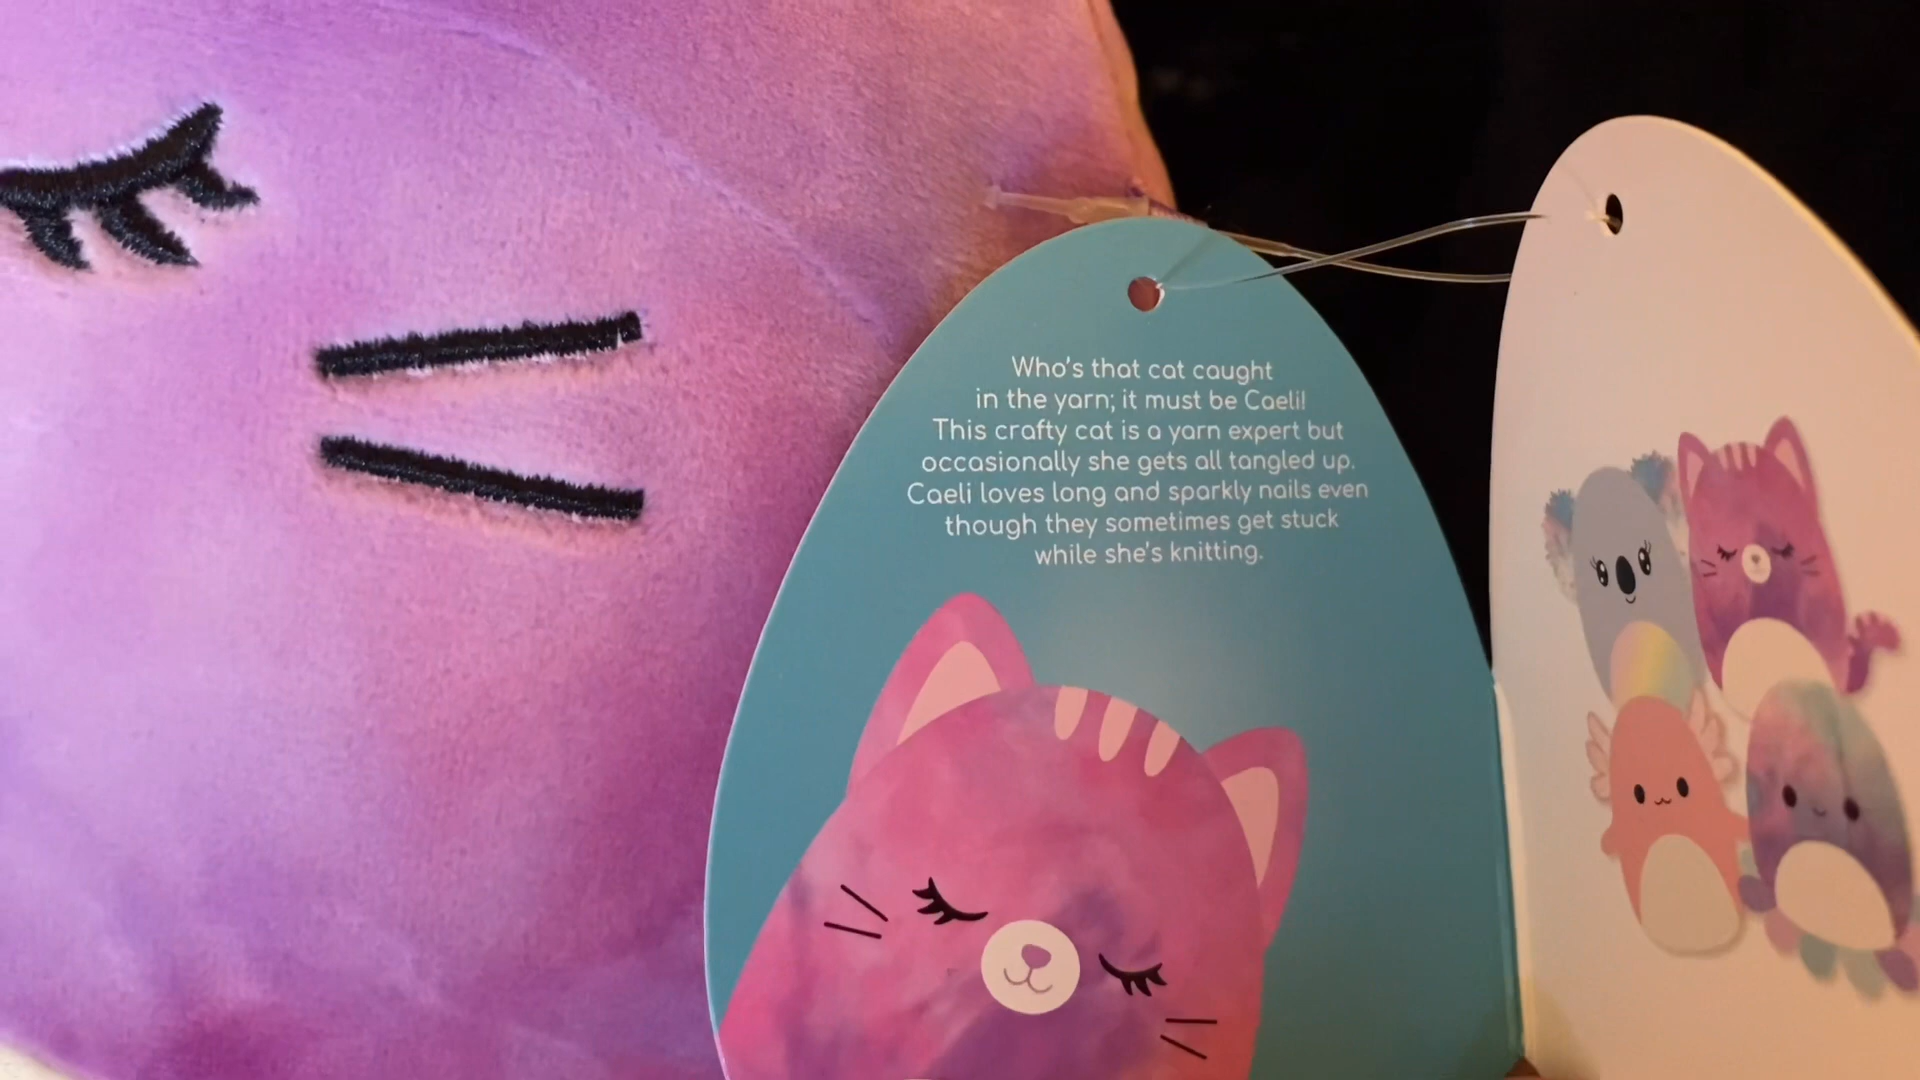 Who's that cat caught
in the yarn; it must be Caeli!
This crafty cat is a yarn expert but
occasionally she gets all tangled up.
Caeli loves long and sparkly nails even
though they sometimes get stuck
while she's knitting.